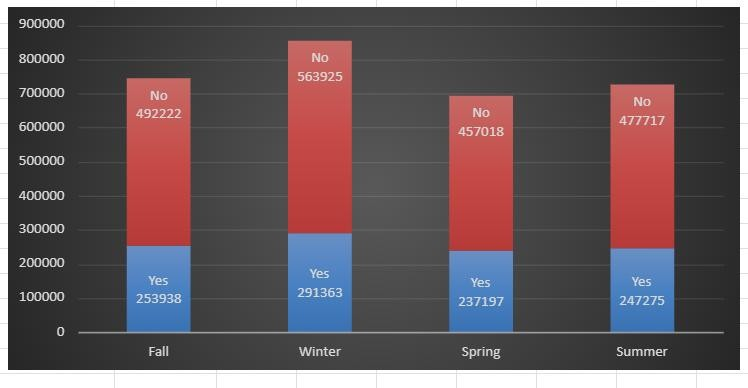 900000
800000
700000
600000
500000
400000
300000
200000
100000
0
No
492222
Yes
253938
No
563925
Yes
291363
No
457018
Yes
237197
No
477717
Yes
247275
Fall
Winter
Spring
Summer